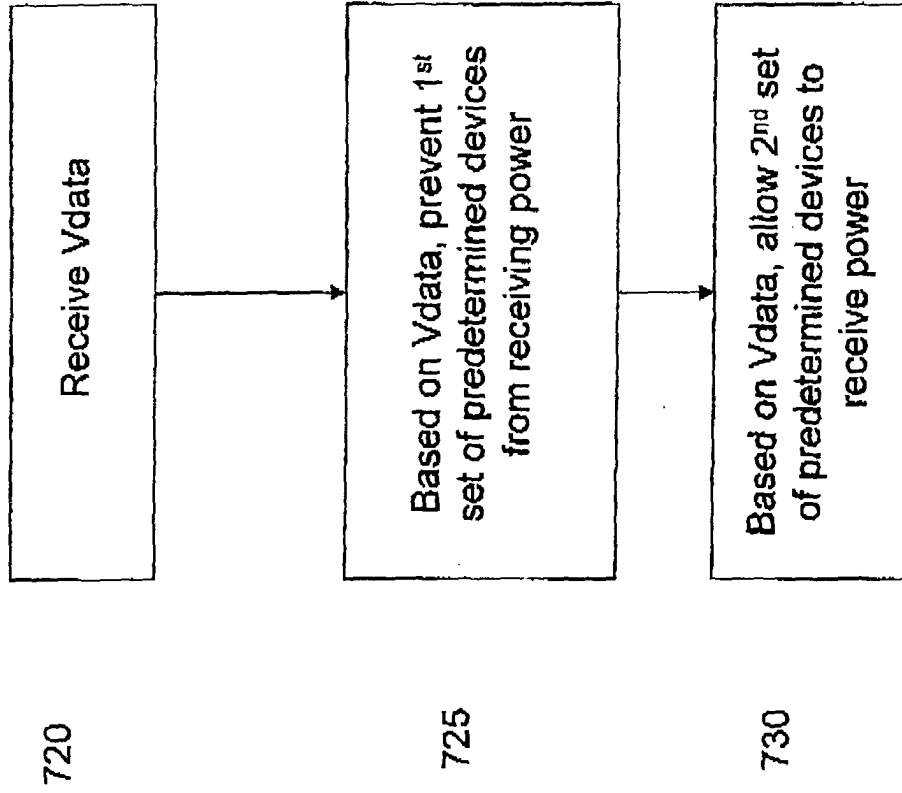 720
Receive Vdata
725
Based on Vdata, prevent 1st
set of predetermined devices
from receiving power
730
Based on Vdata, allow 2nd set
of predetermined devices to
receive power